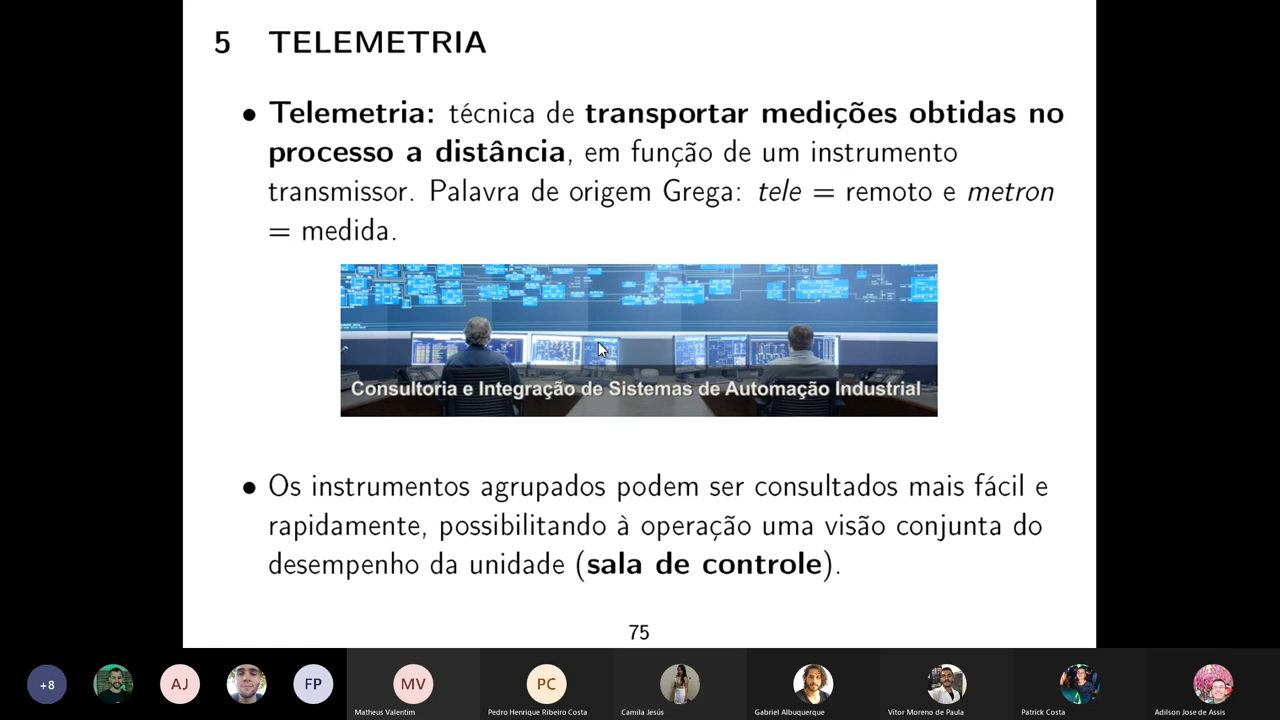 5 TELEMETRIA
• Telemetria: técnica de transportar medições obtidas no
processo a distância, em função de um instrumento
transmissor. Palavra de origem Grega: tele = remoto e metron
= medida.
Consultoria e Integração de Sistemas de Automação Industrial
• Os instrumentos agrupados podem ser consultados mais fácil e
rapidamente, possibilitando à operação uma visão conjunta do
desempenho da unidade (sala de controle).
75
+8
AJ
FP
MV
PC
Matheus Valentim
Pedro Henrique Ribeiro Costa
Camila Jesús
Gabriel Albuquerque
Vítor Moreno de Paula
Patrick Costa
Adilson Jose de Assis